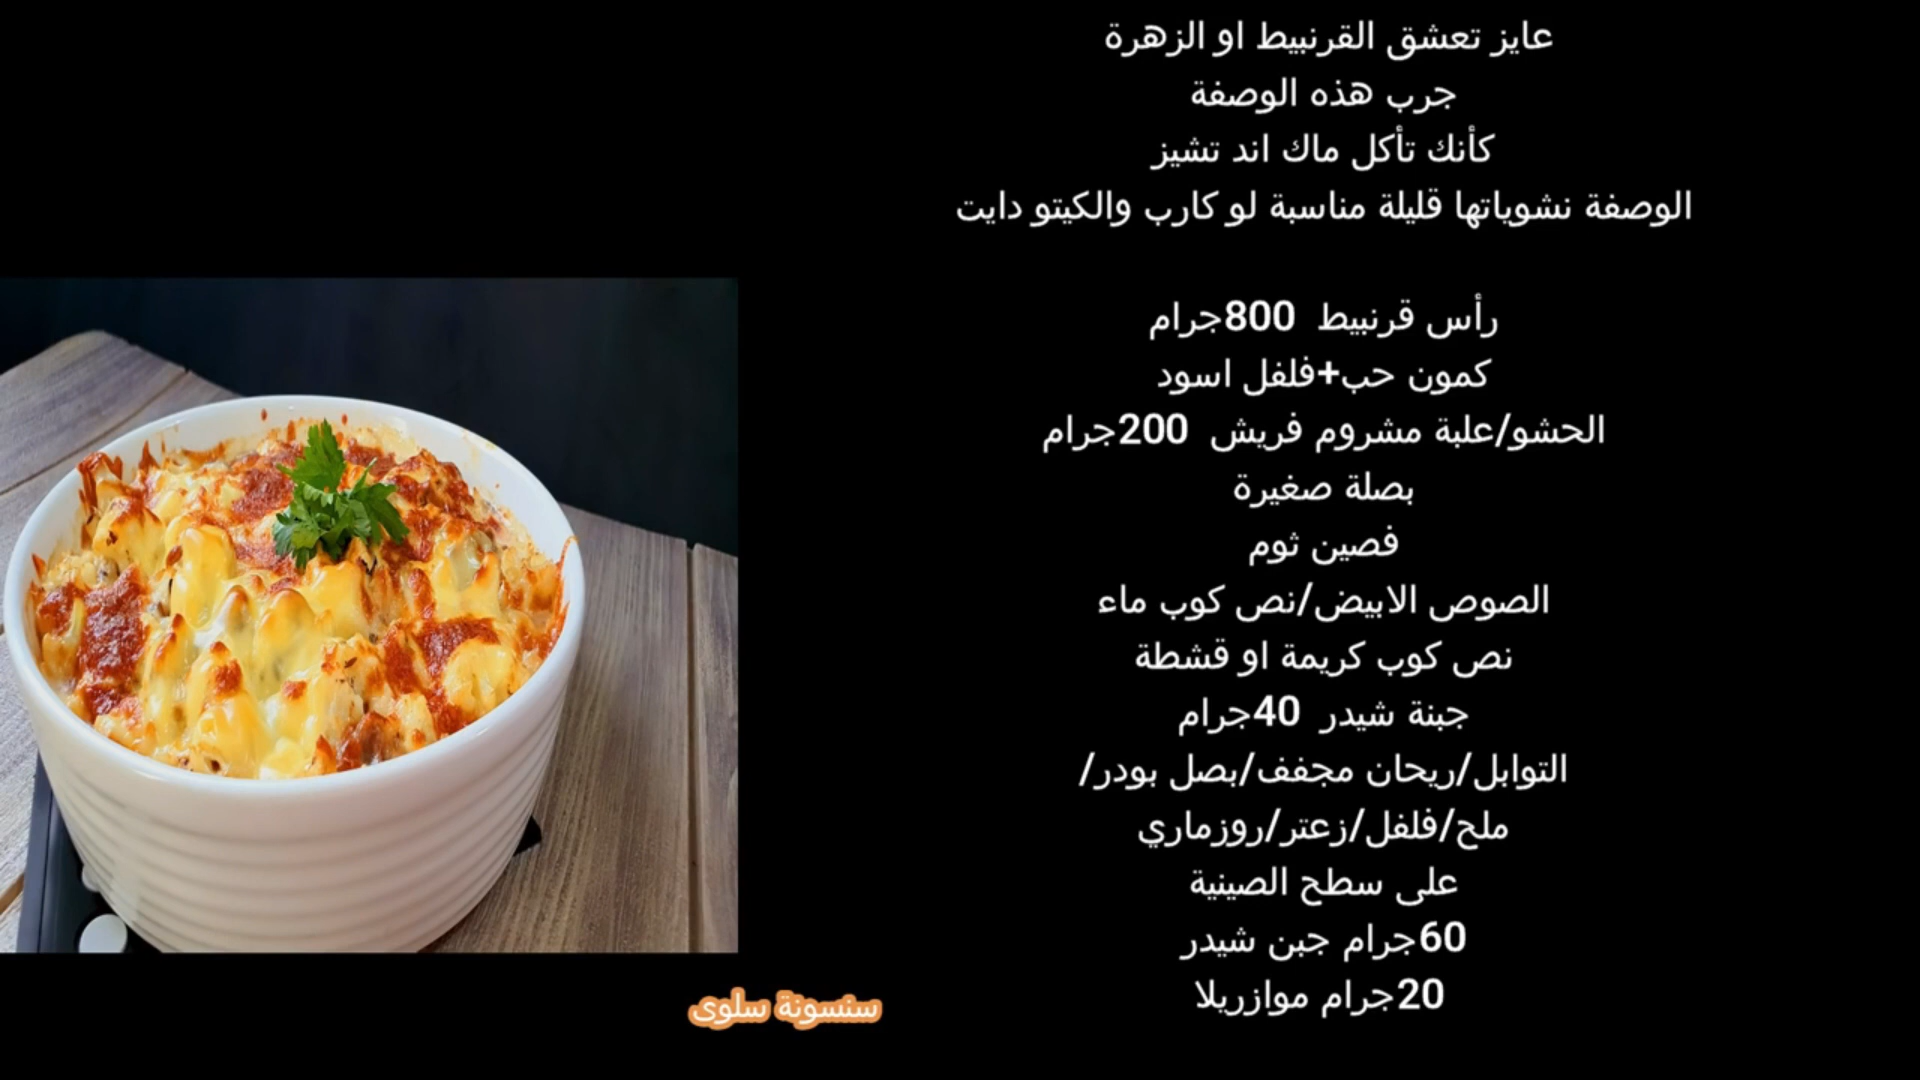 عايز تعشق القرنبيط او الزهرة
جرب هذه الوصفة
كأنك تأكل ماك اند تشيز
الوصفة نشوياتها قليلة مناسبة لو كارب والكيتو دايت
رأس قرنبيط 800جرام
كمون حب+فلفل اسود
الحشو/علبة مشروم فريش 200جرام
بصلة صغيرة
فصين ثوم
الصوص الابيض/نص كوب ماء
نص كوب كريمة او قشطة
جبنة شيدر 40جرام
التوابل/ريحان مجفف/بصل بودر/
ملح/فلفل/زعتر/روزماري
على سطح الصينية
60جرام جبن شيدر
20جرام موازريلا
سنسونة سلوى